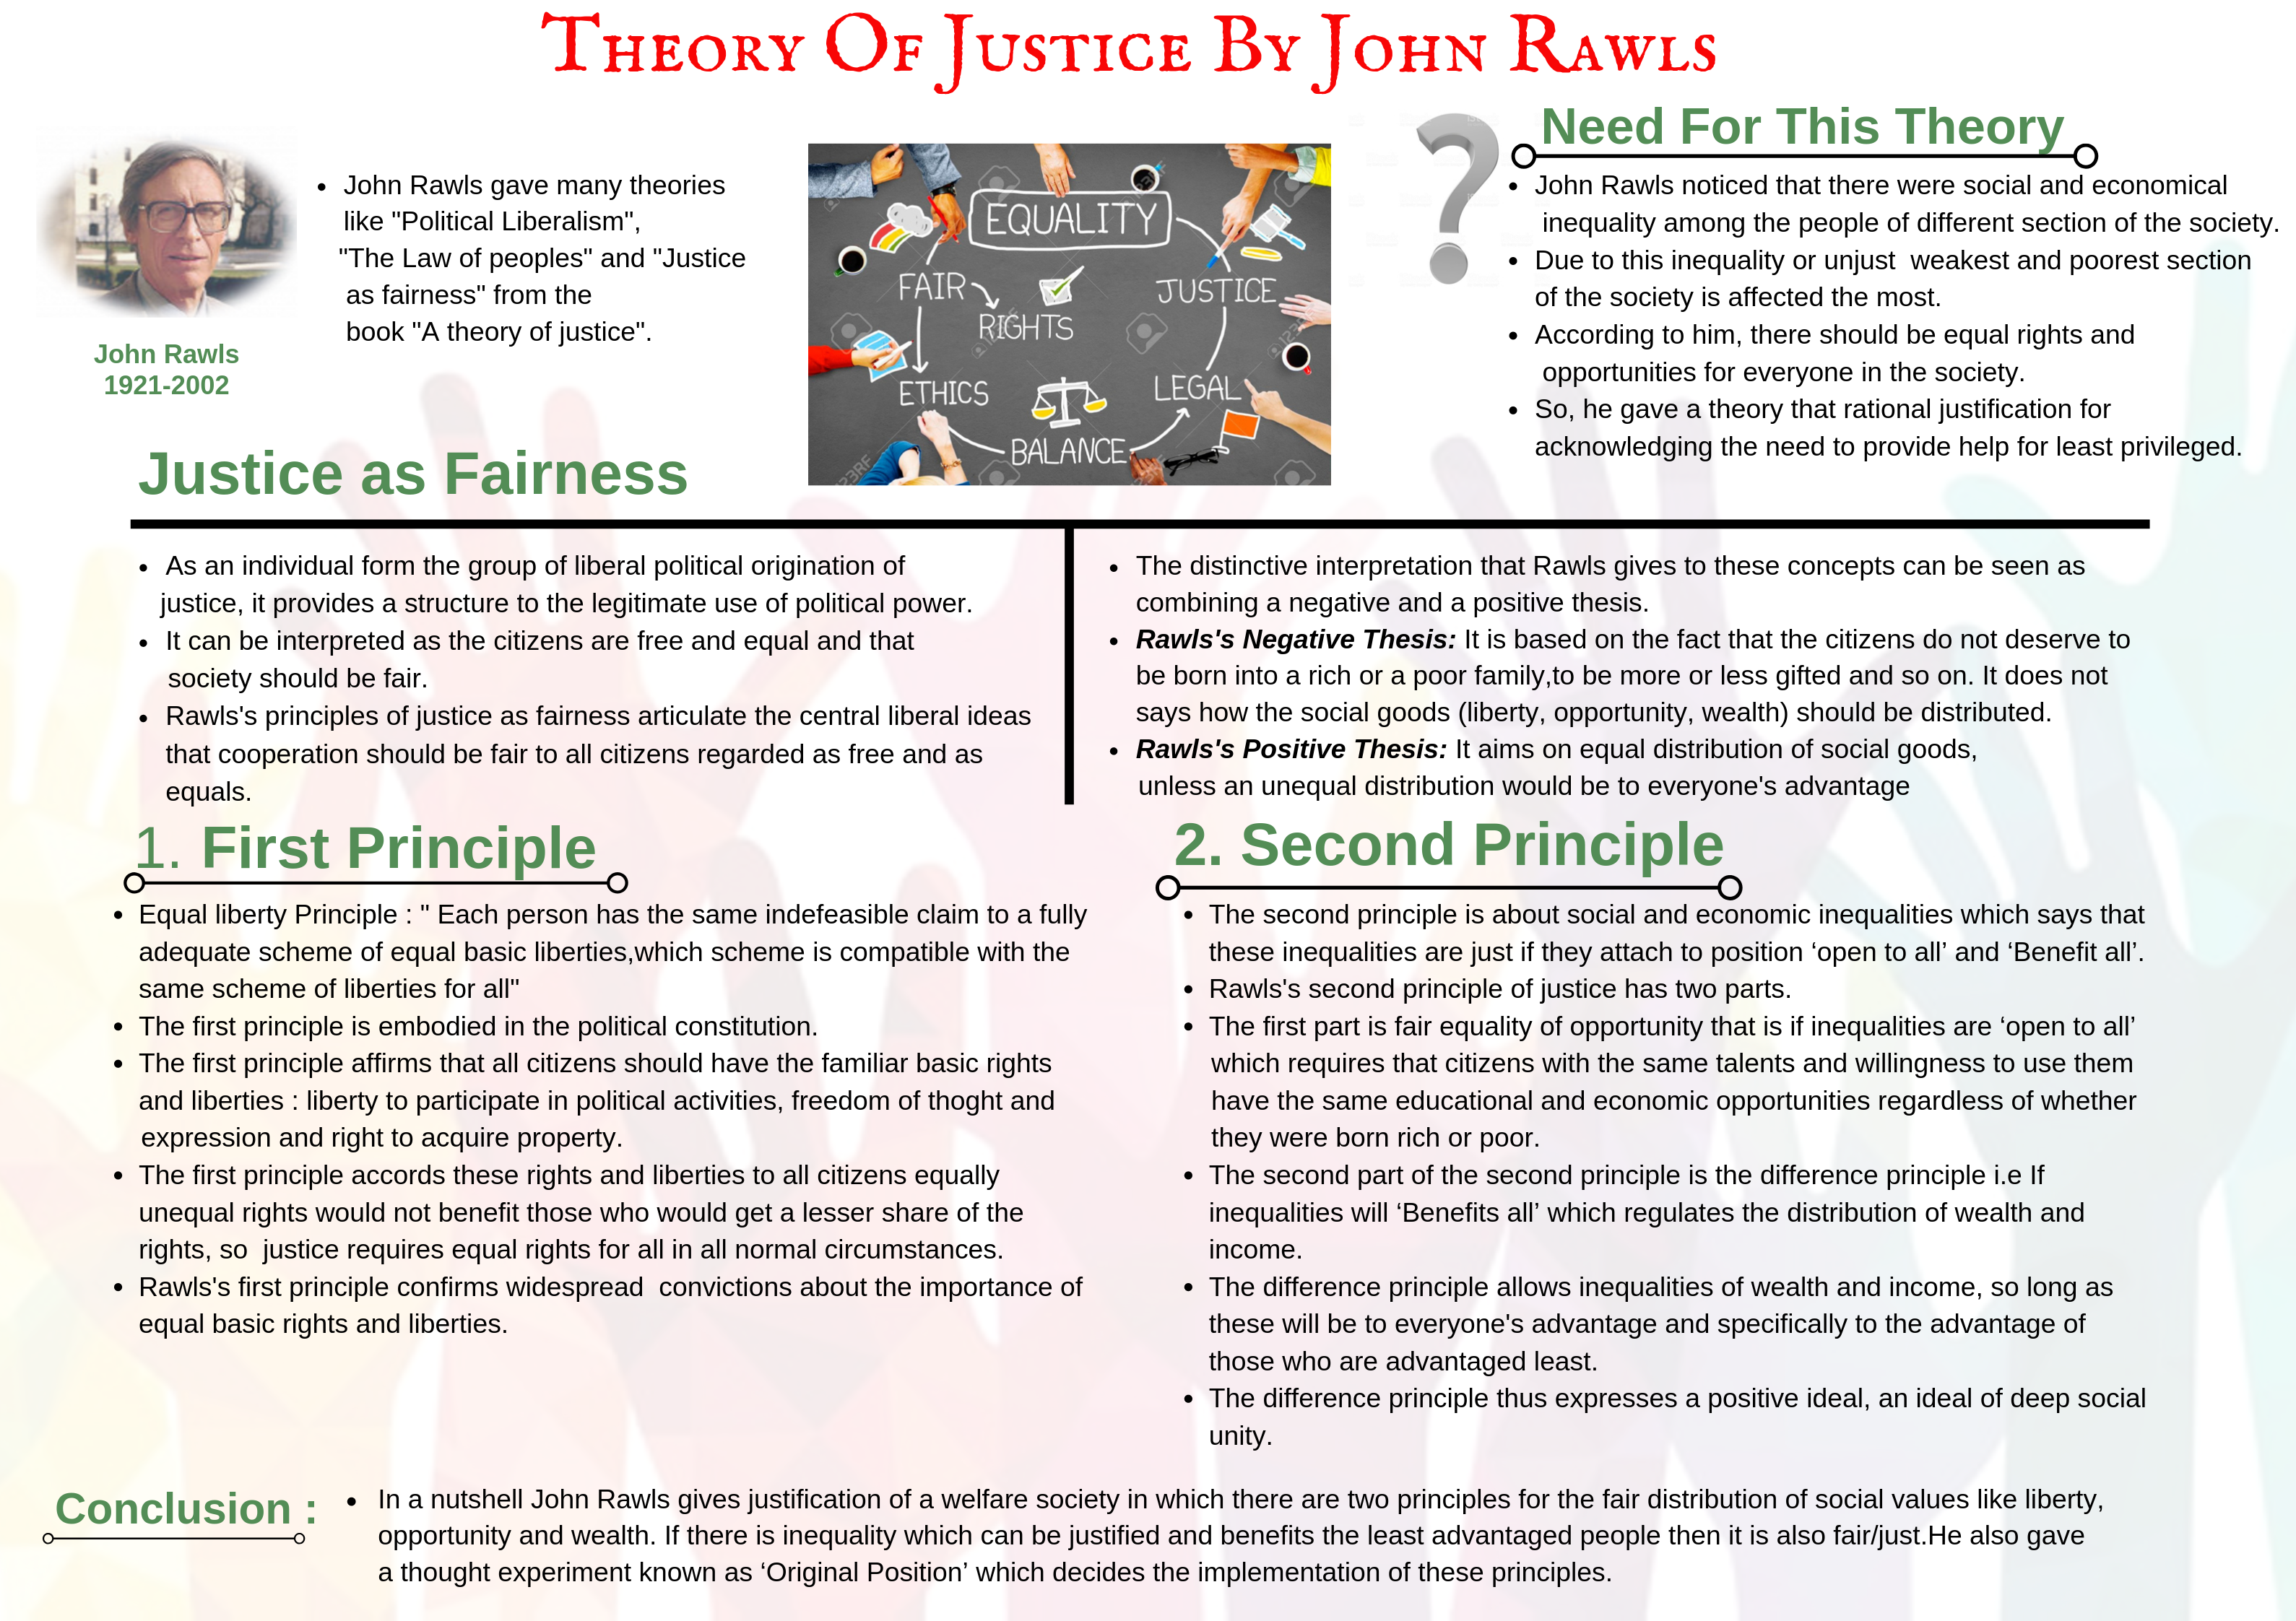 Theory Of Justice By John Rawls
John Rawls
1921-2002
John Rawls gave many theories
like "Political Liberalism",
"The Law of peoples" and "Justice
as fairness" from the
book "A theory of justice".
EQUALITY
FAIR
JUSTICE
RIGHTS
ETHICS
LEGAL
BALANCE
Need For This Theory
John Rawls noticed that there were social and economical
inequality among the people of different section of the society.
Due to this inequality or unjust  weakest and poorest section
of the society is affected the most.
According to him, there should be equal rights and
opportunities for everyone in the society.
So, he gave a theory that rational justification for
acknowledging the need to provide help for least privileged.
Justice as Fairness
As an individual form the group of liberal political origination of
justice, it provides a structure to the legitimate use of political power.
It can be interpreted as the citizens are free and equal and that
society should be fair.
Rawls's principles of justice as fairness articulate the central liberal ideas
that cooperation should be fair to all citizens regarded as free and as
equals.
The distinctive interpretation that Rawls gives to these concepts can be seen as
combining a negative and a positive thesis.
Rawls's Negative Thesis: It is based on the fact that the citizens do not deserve to
be born into a rich or a poor family,to be more or less gifted and so on. It does not
says how the social goods (liberty, opportunity, wealth) should be distributed.
Rawls's Positive Thesis: It aims on equal distribution of social goods,
unless an unequal distribution would be to everyone's advantage
1. First Principle
Equal liberty Principle : " Each person has the same indefeasible claim to a fully
adequate scheme of equal basic liberties,which scheme is compatible with the
same scheme of liberties for all"
The first principle is embodied in the political constitution.
The first principle affirms that all citizens should have the familiar basic rights
and liberties : liberty to participate in political activities, freedom of thoght and
expression and right to acquire property.
The first principle accords these rights and liberties to all citizens equally
unequal rights would not benefit those who would get a lesser share of the
rights, so  justice requires equal rights for all in all normal circumstances.
Rawls's first principle confirms widespread  convictions about the importance of
equal basic rights and liberties.
2. Second Principle
The second principle is about social and economic inequalities which says that
these inequalities are just if they attach to position ‘open to all’ and ‘Benefit all’.
Rawls's second principle of justice has two parts.
The first part is fair equality of opportunity that is if inequalities are ‘open to all’
which requires that citizens with the same talents and willingness to use them
have the same educational and economic opportunities regardless of whether
they were born rich or poor.
The second part of the second principle is the difference principle i.e If
inequalities will ‘Benefits all’ which regulates the distribution of wealth and
income.
The difference principle allows inequalities of wealth and income, so long as
these will be to everyone's advantage and specifically to the advantage of
those who are advantaged least.
The difference principle thus expresses a positive ideal, an ideal of deep social
unity.
Conclusion :
In a nutshell John Rawls gives justification of a welfare society in which there are two principles for the fair distribution of social values like liberty,
opportunity and wealth. If there is inequality which can be justified and benefits the least advantaged people then it is also fair/just.He also gave
a thought experiment known as ‘Original Position’ which decides the implementation of these principles.